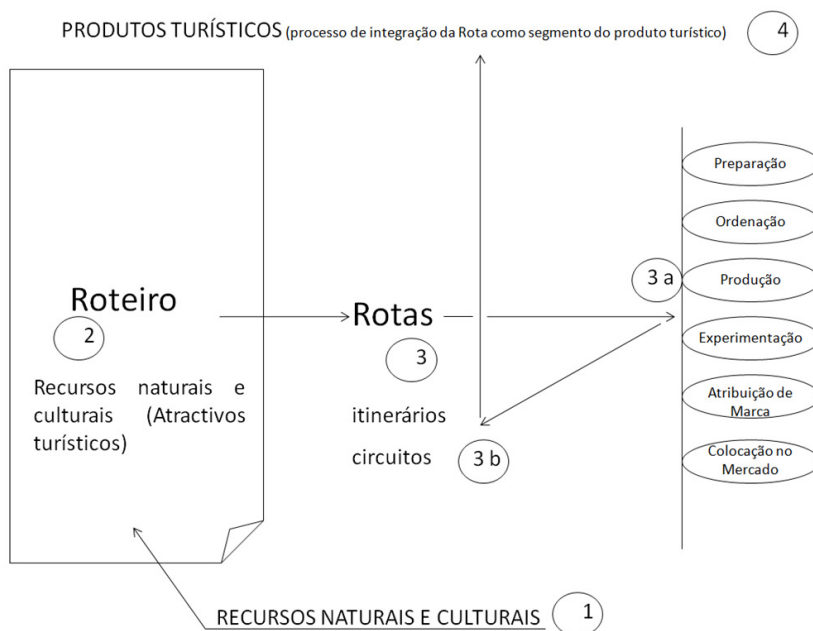 PRODUTOS TURÍSTICOS (processo de integração da Rota como segmento do produto turístico) 4
Preparação
Ordenação
3 a
Produção
Roteiro
2
Rotas
3
Experimentação
Recursos naturais e
culturais (Atractivos
turísticos)
itinerários
circuitos
3 b
Atribuição de
Marca
Colocação no
Mercado
RECURSOS NATURAIS E CULTURAIS 1